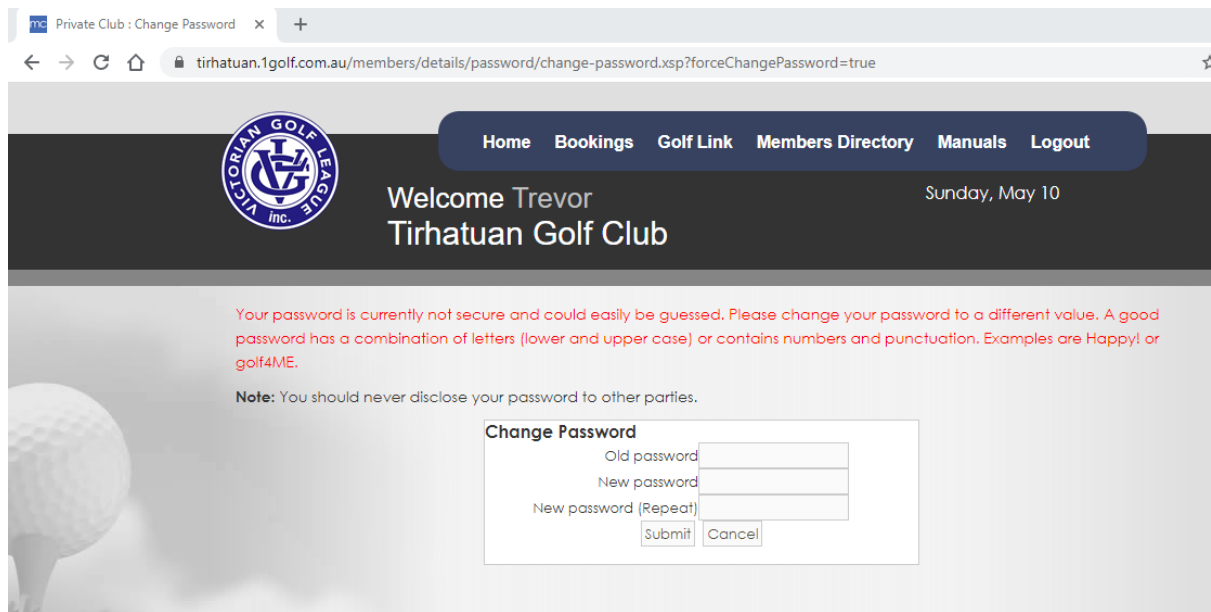 mc Private Club : Change Password × +
tirhatuan.1golf.com.au/members/details/password/change-password.xsp?forceChangePassword=true
VICTORIAN GOLF LEAGUE
VGL
inc.
Home Bookings Golf Link Members Directory Manuals Logout
Welcome Trevor
Sunday, May 10
Tirhatuan Golf Club
Your password is currently not secure and could easily be guessed. Please change your password to a different value. A good
password has a combination of letters (lower and upper case) or contains numbers and punctuation. Examples are Happy! or
golf4ME.
Note: You should never disclose your password to other parties.
Change Password
Old password
New password
New password (Repeat)
Submit Cancel